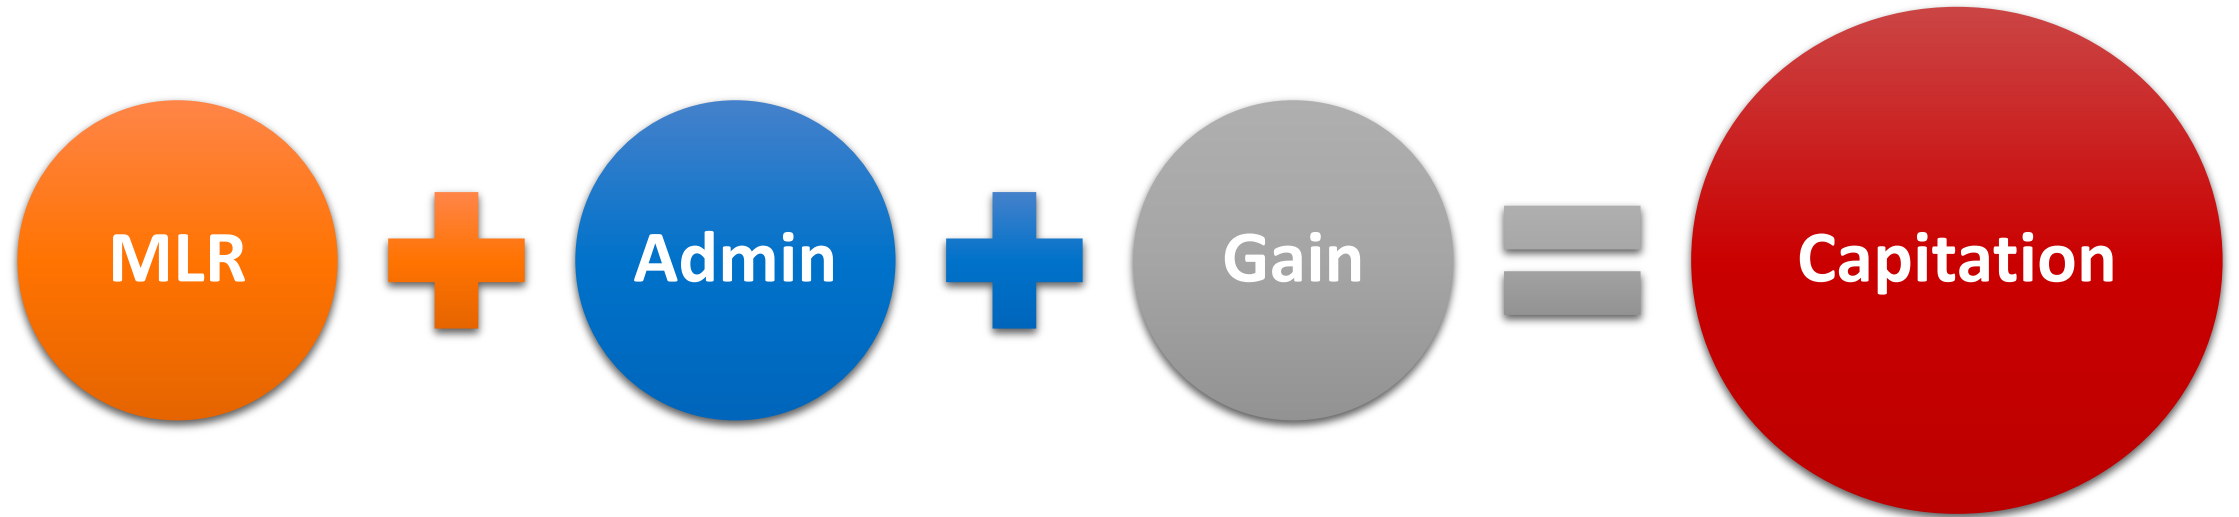 MLR + Admin + Gain = Capitation